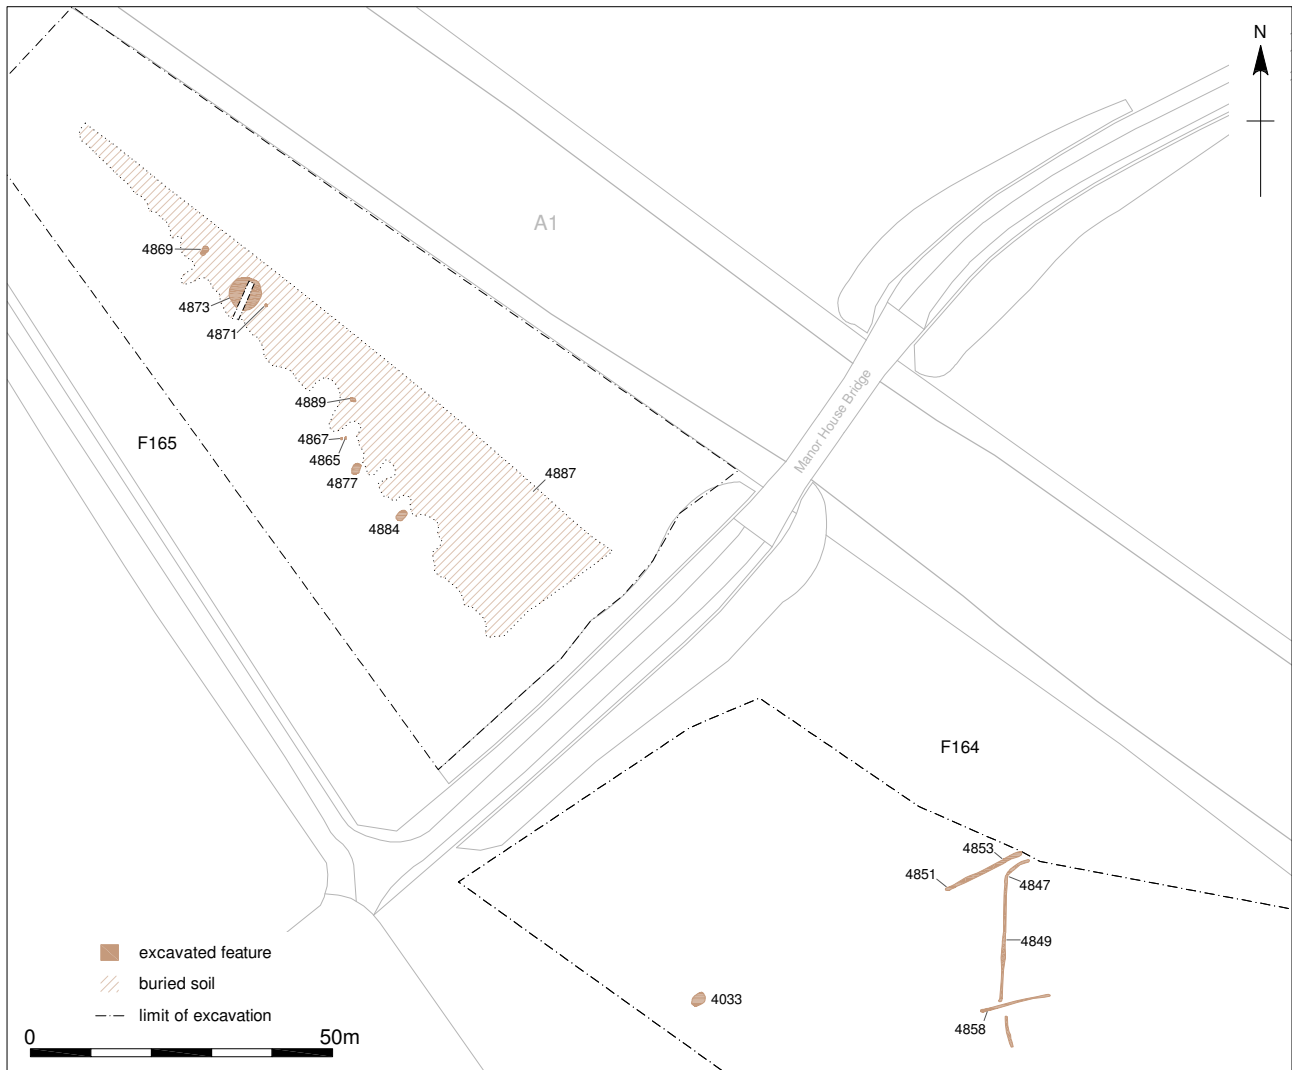 N
A1
4869
4873
4871
Manor House Bridge
4889
F165
4867
4865
4887
4877
4884
F164
4853
4851
4847
4849
excavated feature
buried soil
4033
limit of excavation
4858
0 50m